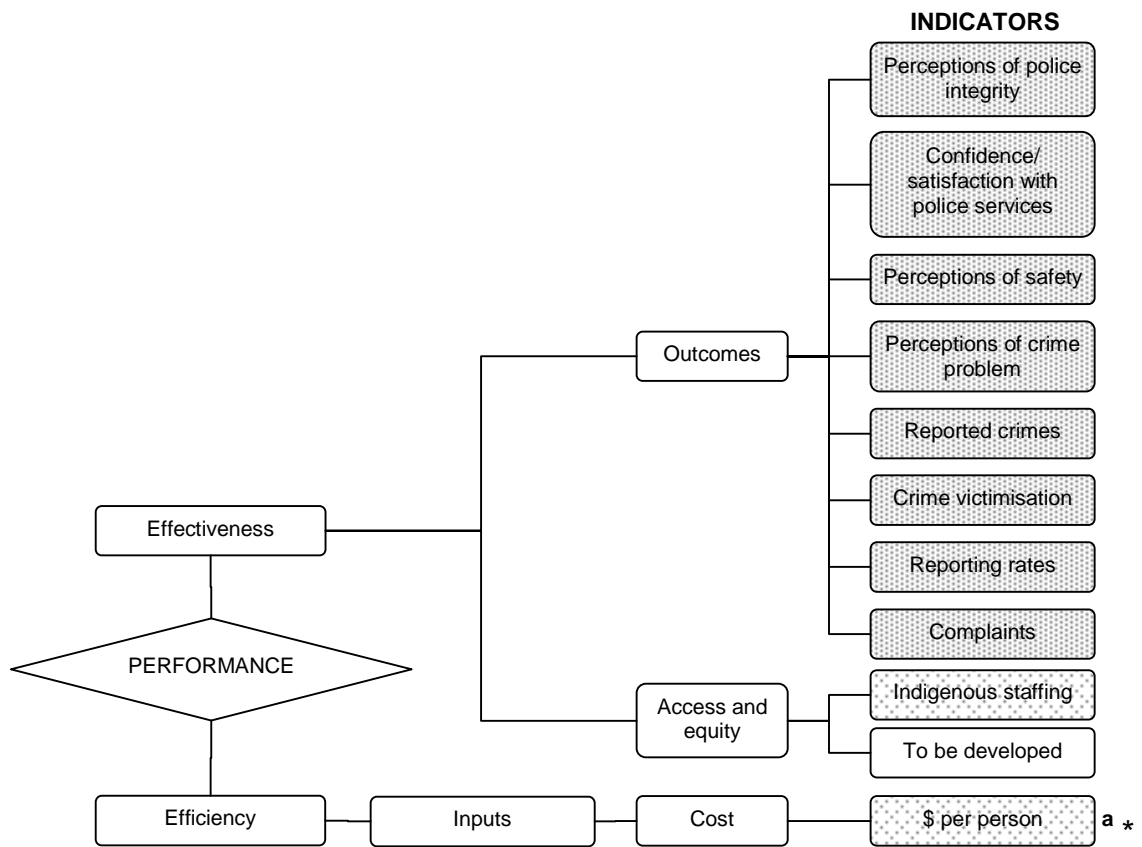 INDICATORS
Perceptions of police
integrity
Confidence/
satisfaction with
police services
Perceptions of safety
Outcomes
Perceptions of crime
problem
Reported crimes
Crime victimisation
Effectiveness
Reporting rates
Complaints
PERFORMANCE
Indigenous staffing
Access and
equity
To be developed
Efficiency
Inputs
Cost
$ per person
a *